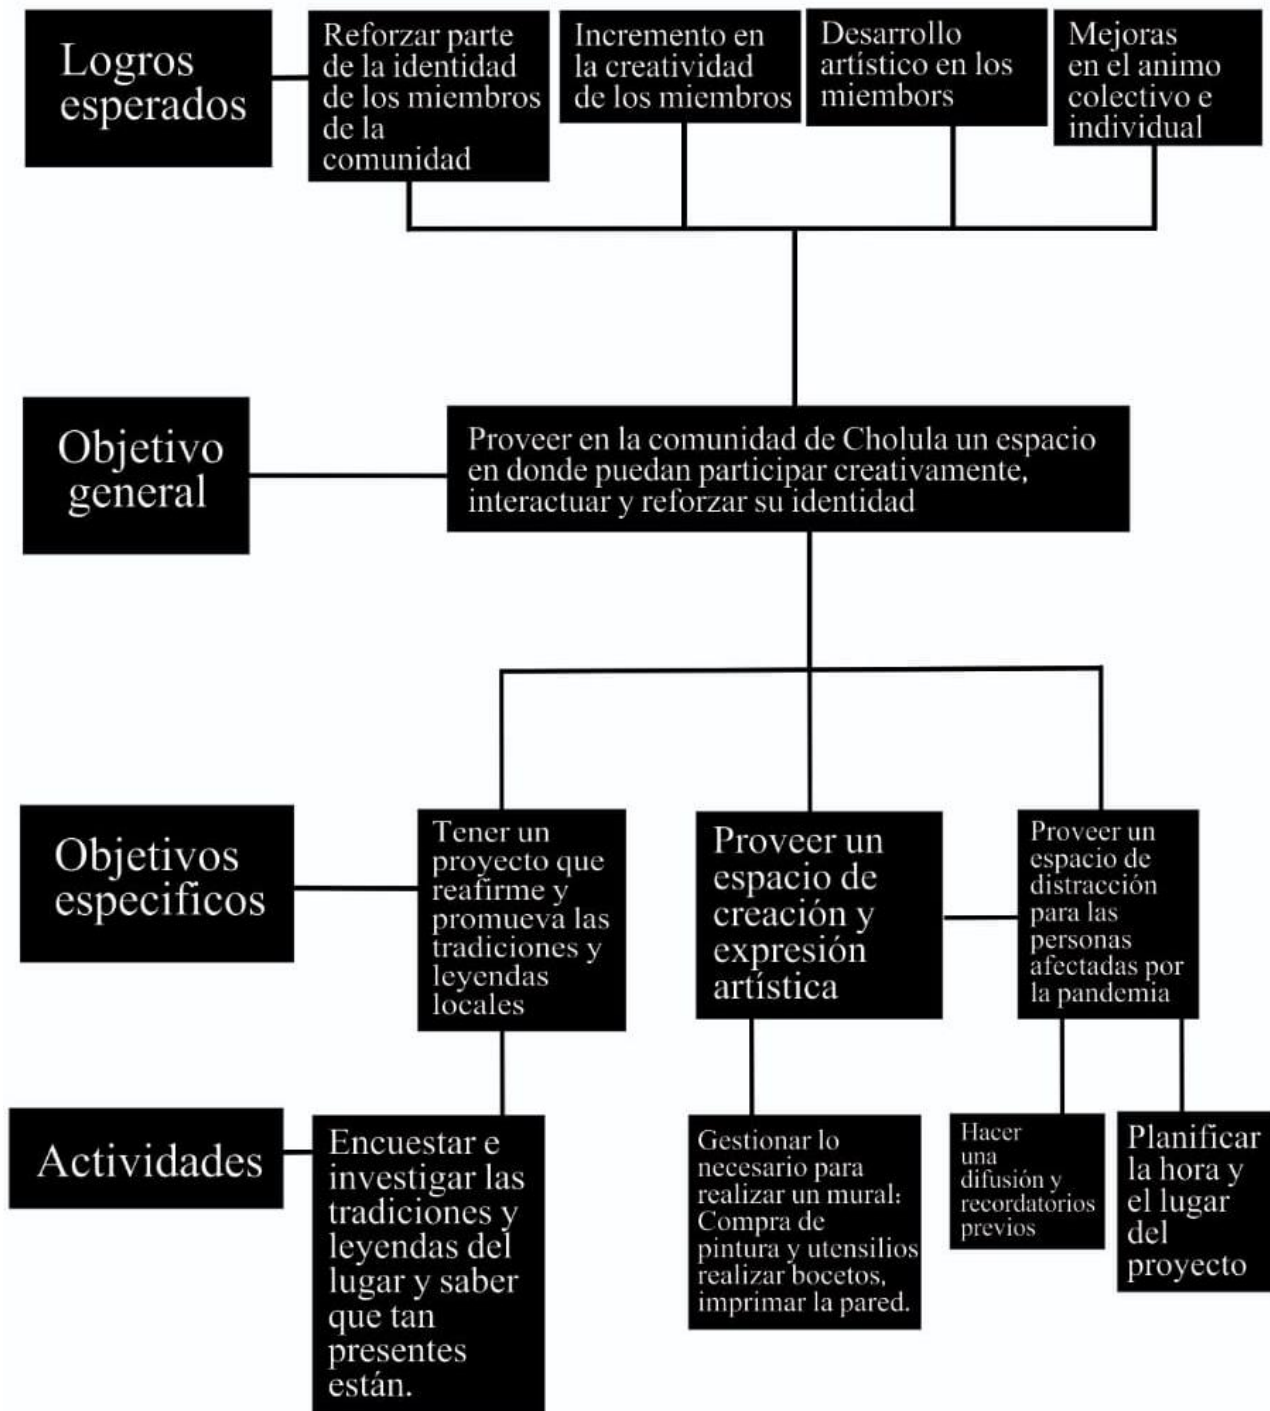 Logros
esperados
Reforzar parte
de la identidad
de los miembros
de la
comunidad
Incremento en
la creatividad
de los miembros
Desarrollo
artístico en los
miembors
Mejoras
en el animo
colectivo e
individual
Objetivo
general
Proveer en la comunidad de Cholula un espacio
en donde puedan participar creativamente,
interactuar y reforzar su identidad
Objetivos
especificos
Tener un
proyecto que
reafirme y
promueva las
tradiciones y
leyendas
locales
Proveer un
espacio de
creación y
expresión
artística
Proveer un
espacio de
distracción
para las
personas
afectadas por
la pandemia
Actividades
Encuestar e
investigar las
tradiciones y
leyendas del
lugar y saber
que tan
presentes
están.
Gestionar lo
necesario para
realizar un mural:
Compra de
pintura y utensilios
realizar bocetos,
imprimar la pared.
Hacer
una
difusión y
recordatorios
previos
Planificar
la hora y
el lugar
del
proyecto